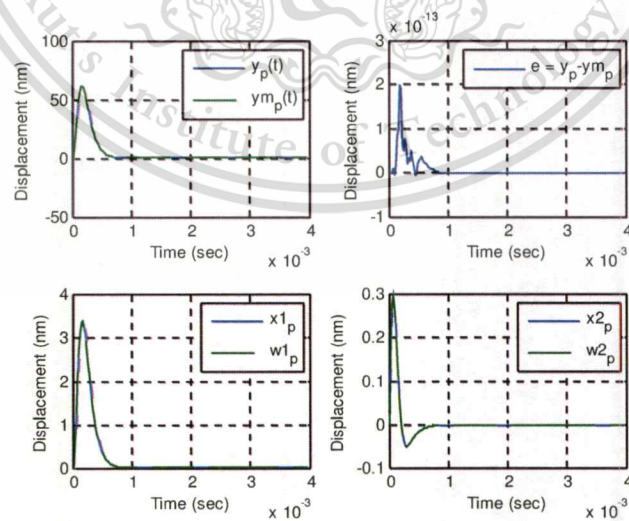 ut's Institute of Technology
100
50
0
-50
Displacement (nm)
y_p(t)
ym_p(t)
0 1 2 3 4
Time (sec)
x 10^-3
x 10^-13
3
2
1
0
-1
Displacement (nm)
e = y_p-ym_p
0 1 2 3 4
Time (sec)
x 10^-3
4
3
2
1
0
Displacement (nm)
x1_p
w1_p
0 1 2 3 4
Time (sec)
x 10^-3
0.3
0.2
0.1
0
-0.1
Displacement (nm)
x2_p
w2_p
0 1 2 3 4
Time (sec)
x 10^-3